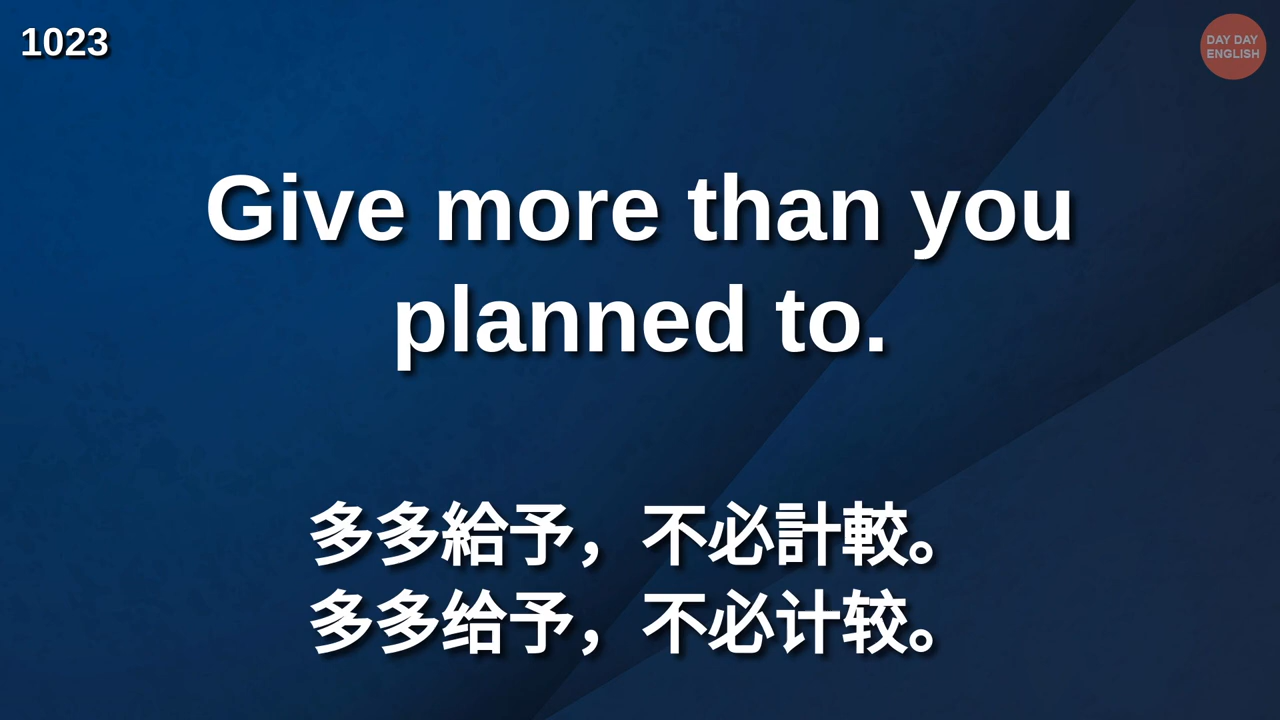 1023
DAY DAY
ENGLISH
Give more than you
planned to.
多多給予，不必計較。
多多给予，不必计较。